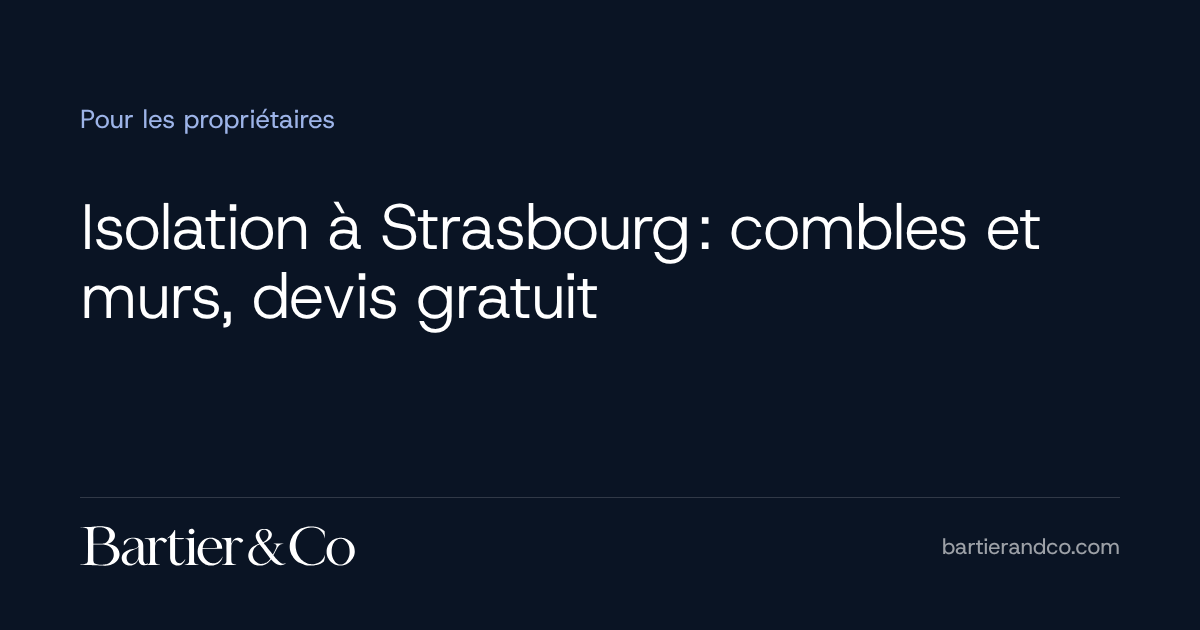 Pour les propriétaires
Isolation à Strasbourg : combles et
murs, devis gratuit
Bartier & Co
bartierandco.com